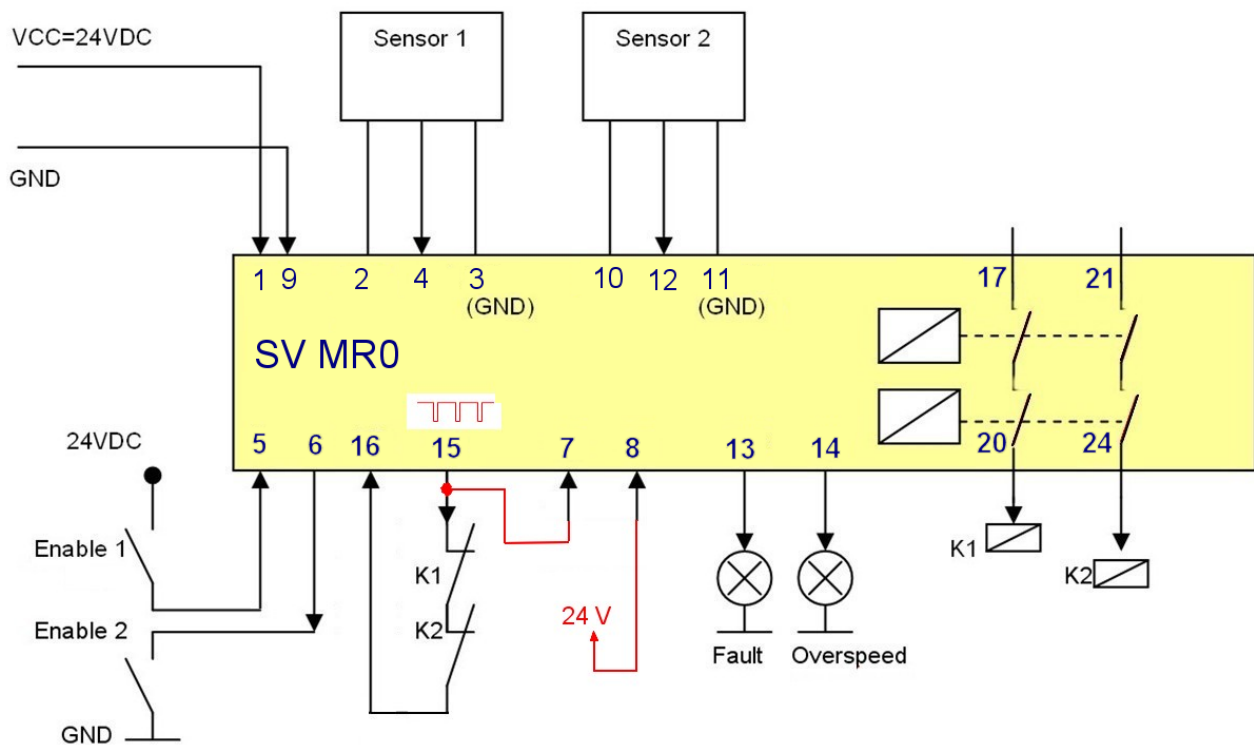 VCC=24VDC
Sensor 1
Sensor 2
GND
1 9 2 4 3 10 12 11 17 21
(GND) (GND)
SV MR0
24VDC
5 6 16 15 7 8 13 14 20 24
Enable 1
K1
K1
K2
Enable 2
K2
24 V
Fault
Overspeed
GND